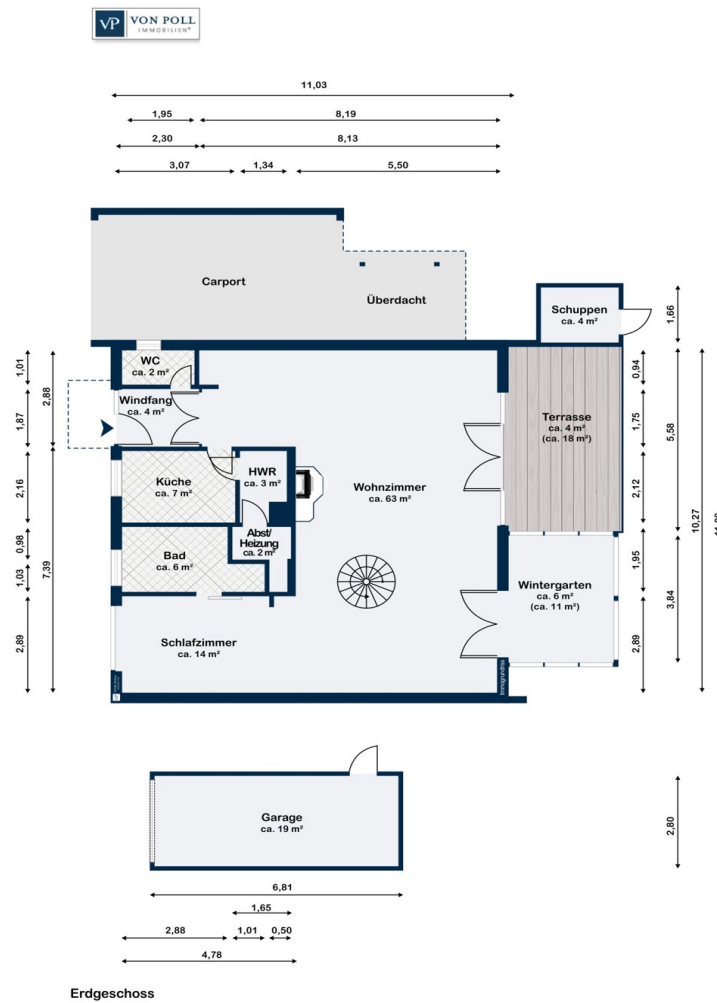 VP VON POLL
IMMOBILIEN®
11,03
1,95 8,19
2,30 8,13
3,07 1,34 5,50
Carport
Überdacht
Schuppen
ca. 4 m²
1,66
WC
ca. 2 m²
1,01
2,88
0,94
Windfang
ca. 4 m²
1,87
Terrasse
ca. 4 m²
(ca. 18 m²)
1,75
5,58
Küche
ca. 7 m²
HWR
ca. 3 m²
Wohnzimmer
ca. 63 m²
2,16
2,12
10,27
Abst/
Heizung
ca. 2 m²
Bad
ca. 6 m²
0,98
1,03
7,39
Wintergarten
ca. 6 m²
(ca. 11 m²)
1,95
3,84
Schlafzimmer
ca. 14 m²
2,89
2,89
VP VON POLL
Immogrundriss
Garage
ca. 19 m²
2,80
6,81
1,65
2,88 1,01 0,50
4,78
Erdgeschoss